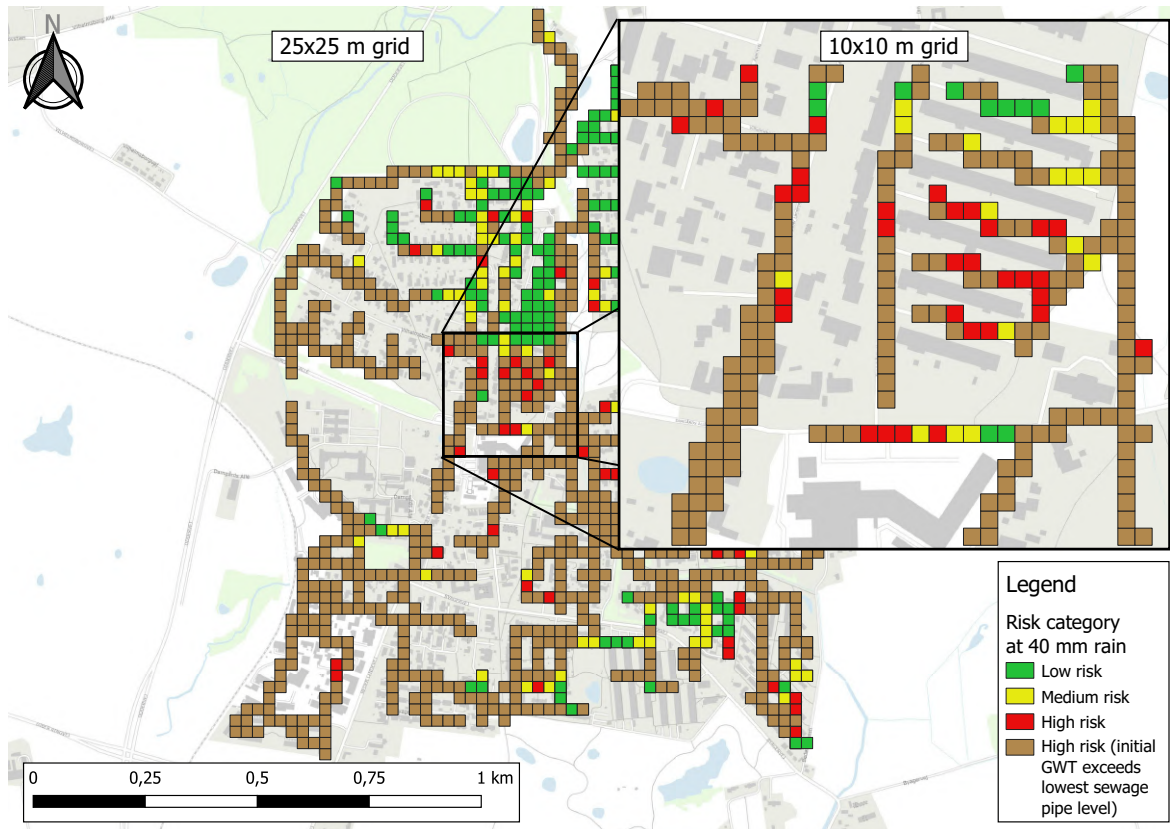 N
25x25 m grid
10x10 m grid
Legend
Risk category
at 40 mm rain
Low risk
Medium risk
High risk
High risk (initial
GWT exceeds
lowest sewage
pipe level)
0 0,25 0,5 0,75 1 km